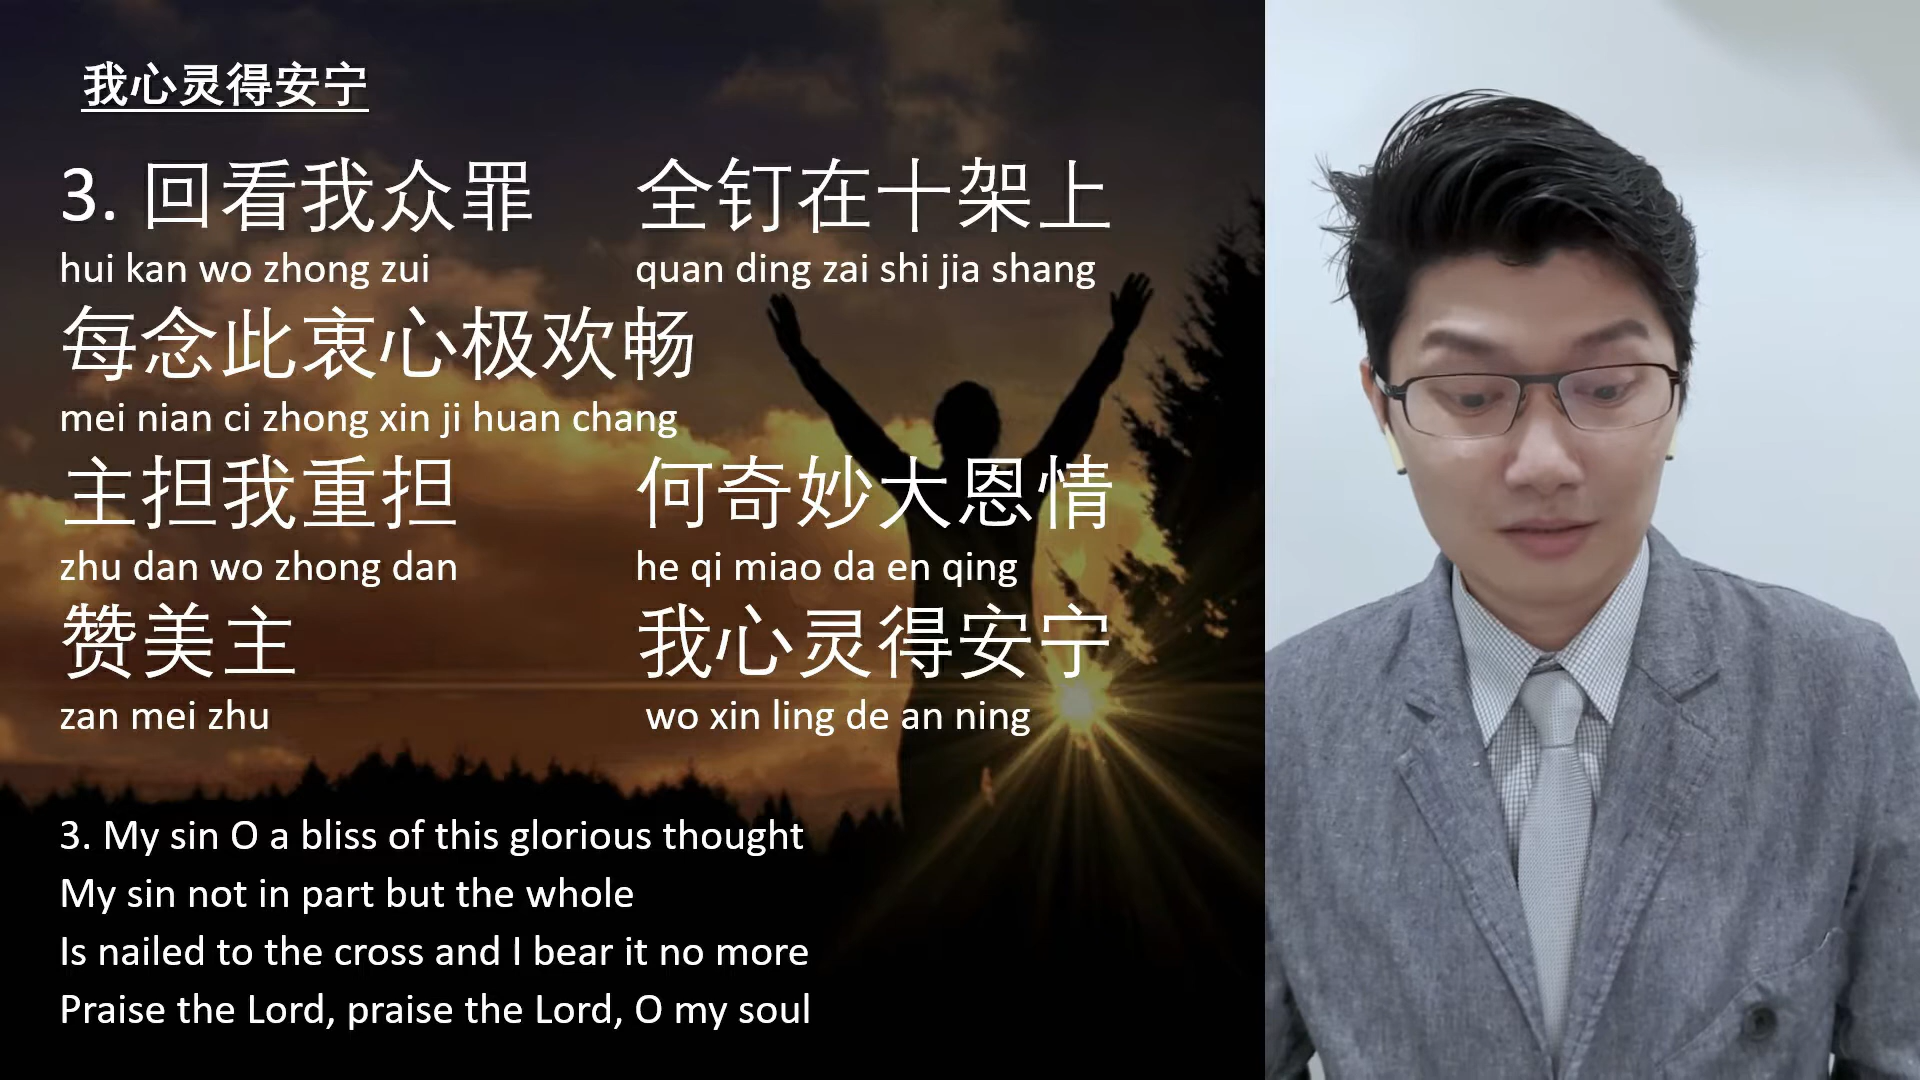 我心灵得安宁
3. 回看我众罪 全钉在十架上
hui kan wo zhong zui quan ding zai shi jia shang
每念此衷心极欢畅
mei nian ci zhong xin ji huan chang
主担我重担 何奇妙大恩情
zhu dan wo zhong dan he qi miao da en qing
赞美主 我心灵得安宁
zan mei zhu wo xin ling de an ning
3. My sin O a bliss of this glorious thought
My sin not in part but the whole
Is nailed to the cross and I bear it no more
Praise the Lord, praise the Lord, O my soul